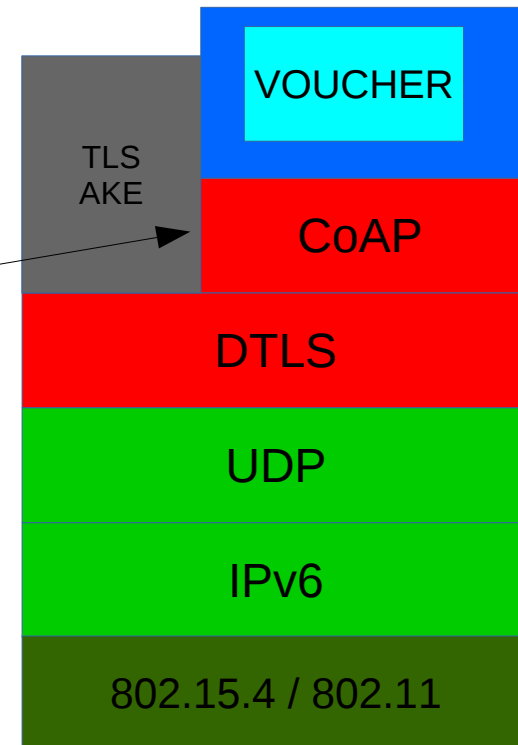 VOUCHER
TLS
AKE
CoAP
DTLS
UDP
IPv6
802.15.4 / 802.11